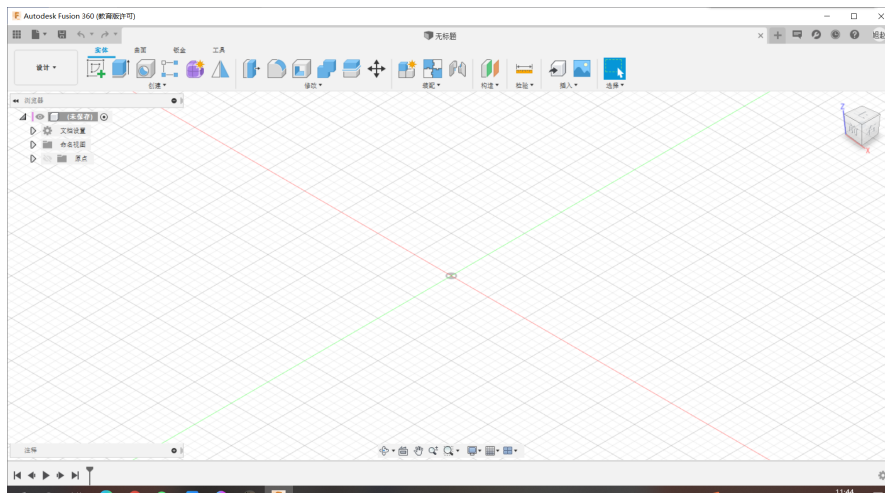 Autodesk Fusion 360 (教育版许可)
无标题
实体 曲面 钣金 工具
设计
创建 修改 装配 构造 检验 插入 选择
浏览器
(未保存)
文档设置
命名视图
原点
Z
X
注释
11:44